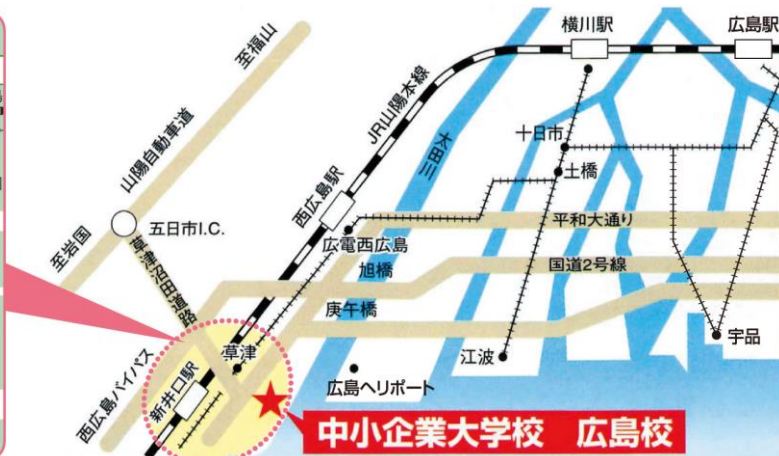 横川駅
広島駅
至福山
山陽自動車道
JR山陽本線
太田川
十日市
土橋
西広島駅
五日市I.C.
至岩国
草津沼田道路
広電西広島
平和大通り
旭橋
国道2号線
庚午橋
草津
江波
宇品
新井口駅
西広島バイパス
広島ヘリポート
中小企業大学校 広島校